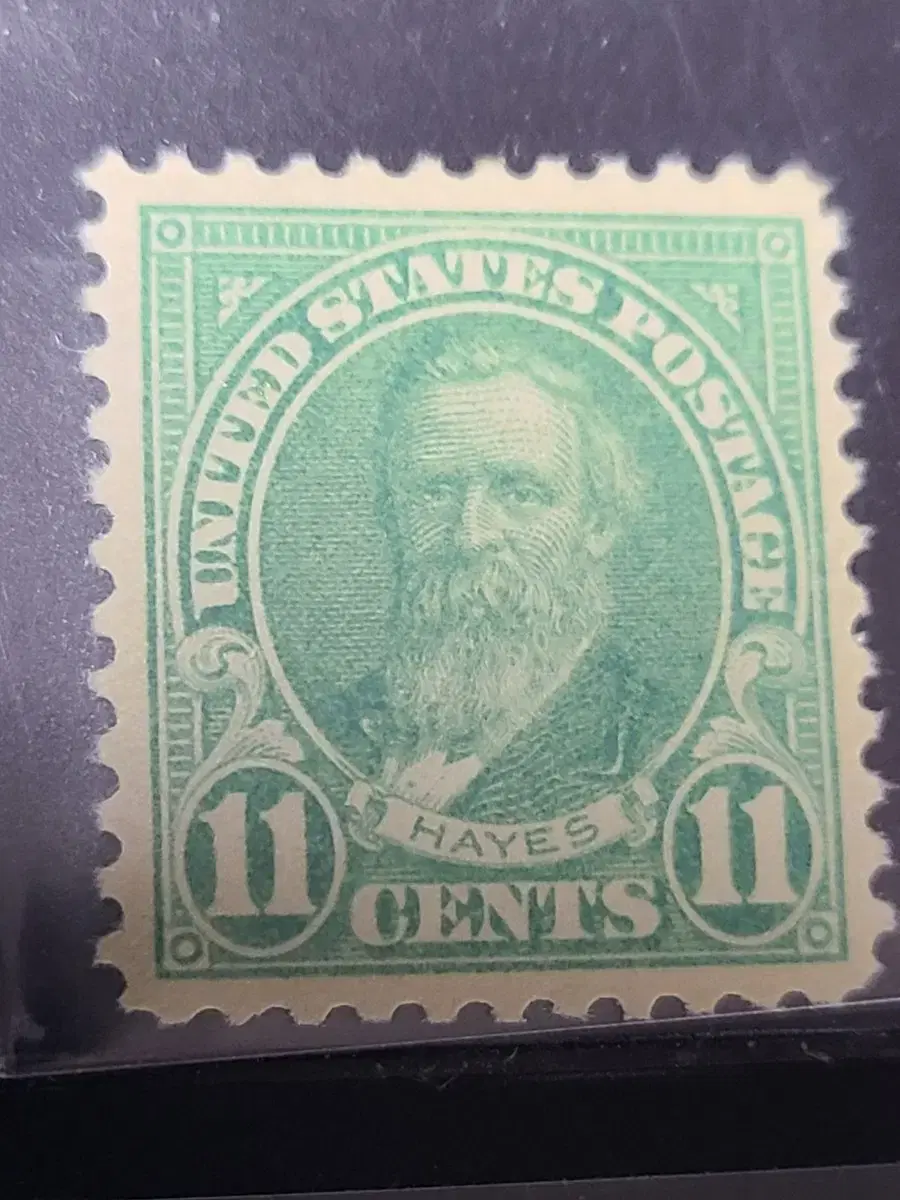 UNITED STATES POSTAGE
HAYES
11 CENTS 11